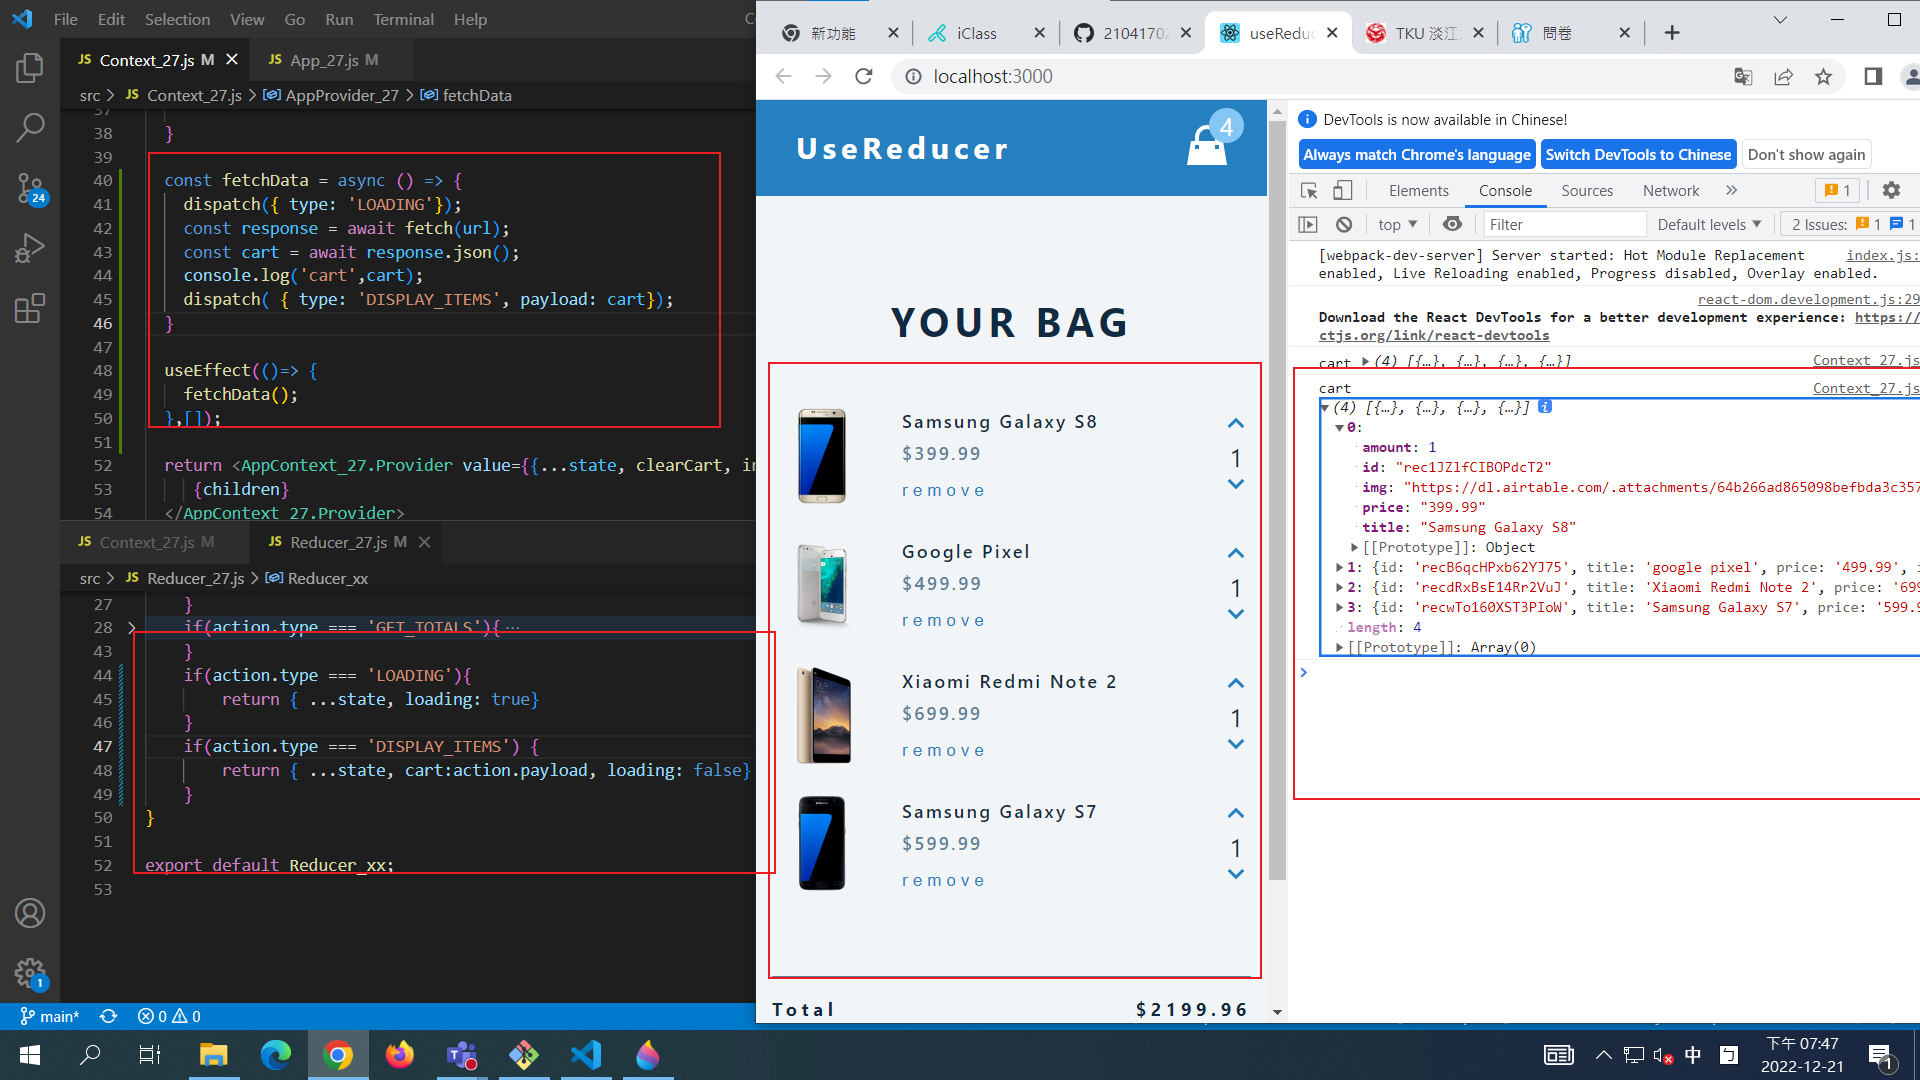 File Edit Selection View Go Run Terminal Help
JS Context_27.js M
JS App_27.js M
src > JS Context_27.js > AppProvider_27 > fetchData
38 }
39
40 const fetchData = async () => {
41 dispatch({ type: 'LOADING'});
42 const response = await fetch(url);
43 const cart = await response.json();
44 console.log('cart',cart);
45 dispatch( { type: 'DISPLAY_ITEMS', payload: cart});
46 }
47
48 useEffect(()=> {
49 fetchData();
50 },[]);
51
52 return <AppContext_27.Provider value={{...state, clearCart, in
53 {children}
54 </AppContext_27.Provider>
JS Context_27.js M
JS Reducer_27.js M
src > JS Reducer_27.js > Reducer_xx
27 }
28 if(action.type === 'GET_TOTALS'){ ...
43 }
44 if(action.type === 'LOADING'){
45 return { ...state, loading: true}
46 }
47 if(action.type === 'DISPLAY_ITEMS') {
48 return { ...state, cart:action.payload, loading: false}
49 }
50 }
51
52 export default Reducer_xx;
53
24
1
main* 0 0
新功能
iClass
21041702
useReduc
TKU 淡江
問卷
localhost:3000
UseReducer
4
YOUR BAG
Samsung Galaxy S8
$399.99
remove
1
Google Pixel
$499.99
remove
1
Xiaomi Redmi Note 2
$699.99
remove
1
Samsung Galaxy S7
$599.99
remove
1
Total $2199.96
DevTools is now available in Chinese!
Always match Chrome's language
Switch DevTools to Chinese
Don't show again
Elements Console Sources Network » 1
top Filter Default levels 2 Issues: 1 1
[webpack-dev-server] Server started: Hot Module Replacement index.js:
enabled, Live Reloading enabled, Progress disabled, Overlay enabled.
react-dom.development.js:29
Download the React DevTools for a better development experience: https://
ctjs.org/link/react-devtools
cart (4) [{…}, {…}, {…}, {…}] Context_27.js
cart Context_27.js
(4) [{…}, {…}, {…}, {…}] i
0:
amount: 1
id: "rec1JZlfCIBOPdcT2"
img: "https://dl.airtable.com/.attachments/64b266ad865098befbda3c357
price: "399.99"
title: "Samsung Galaxy S8"
[[Prototype]]: Object
1: {id: 'recB6qcHPxb62YJ75', title: 'google pixel', price: '499.99', i
2: {id: 'recdRxBsE14Rr2VuJ', title: 'Xiaomi Redmi Note 2', price: '699
3: {id: 'recwTo160XST3PIoW', title: 'Samsung Galaxy S7', price: '599.9
length: 4
[[Prototype]]: Array(0)
>
中
下午 07:47
2022-12-21
1